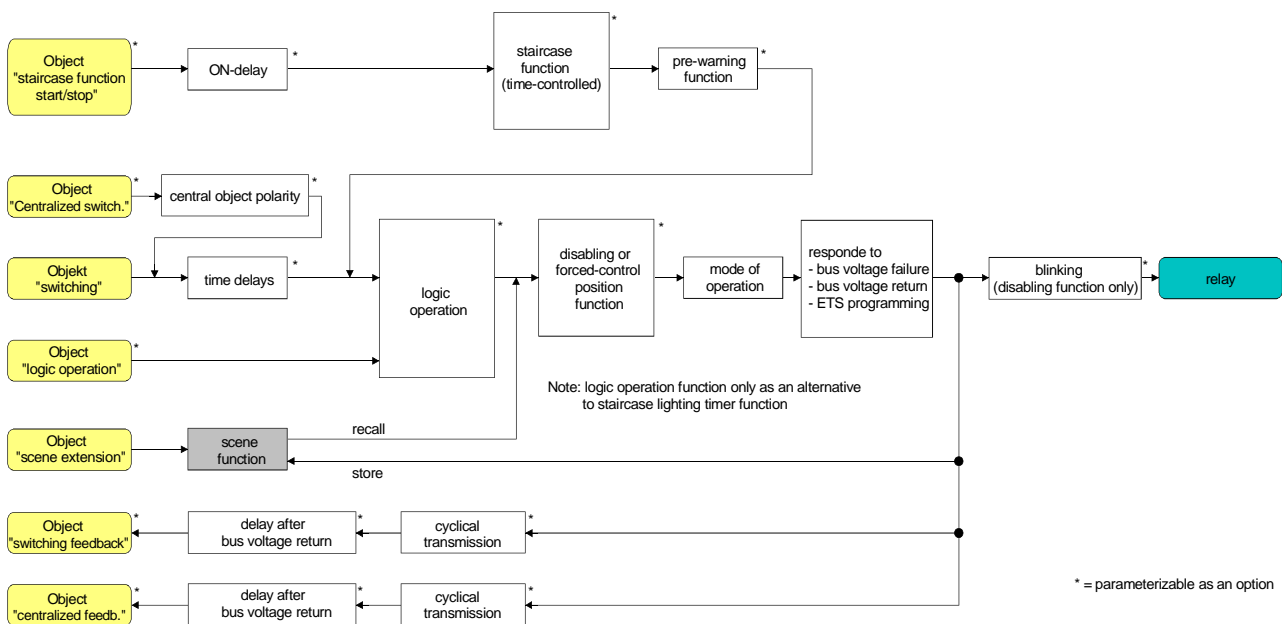 *
*
*
*
*
Object
"staircase function
start/stop"
ON-delay
staircase
function
(time-controlled)
pre-warning
function
*
*
Object
"Centralized switch."
central object polarity
*
*
*
*
*
Objekt
"switching"
time delays
logic
operation
disabling or
forced-control
position
function
mode of
operation
responde to
- bus voltage failure
- bus voltage return
- ETS programming
blinking
(disabling function only)
relay
*
Object
"logic operation"
Note: logic operation function only as an alternative
to staircase lighting timer function
Object
"scene extension"
scene
function
recall
store
*
*
*
Object
"switching feedback"
delay after
bus voltage return
cyclical
transmission
*
*
*
Object
"centralized feedb."
delay after
bus voltage return
cyclical
transmission
* = parameterizable as an option